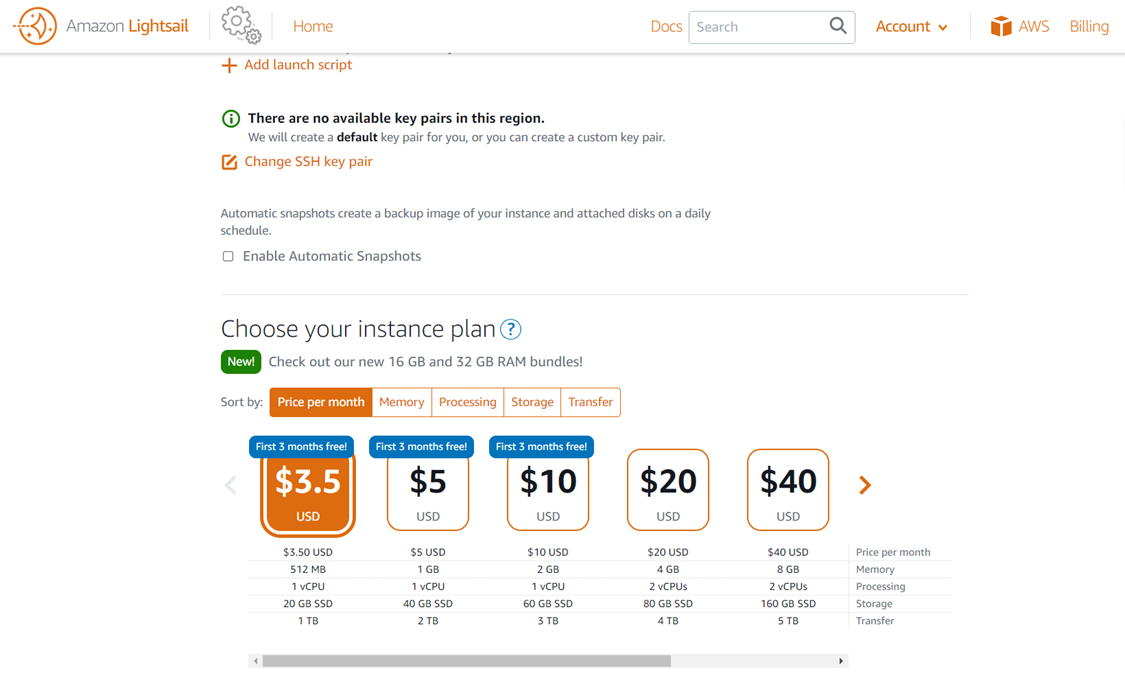 Amazon Lightsail
Home
Docs
Search
Account
AWS
Billing
Add launch script
There are no available key pairs in this region.
We will create a default key pair for you, or you can create a custom key pair.
Change SSH key pair
Automatic snapshots create a backup image of your instance and attached disks on a daily
schedule.
Enable Automatic Snapshots
Choose your instance plan ?
New! Check out our new 16 GB and 32 GB RAM bundles!
Sort by: Price per month Memory Processing Storage Transfer
First 3 months free! First 3 months free! First 3 months free!
$3.5 $5 $10 $20 $40
USD USD USD USD USD
$3.50 USD $5 USD $10 USD $20 USD $40 USD Price per month
512 MB 1 GB 2 GB 4 GB 8 GB Memory
1 vCPU 1 vCPU 1 vCPU 2 vCPUs 2 vCPUs Processing
20 GB SSD 40 GB SSD 60 GB SSD 80 GB SSD 160 GB SSD Storage
1 TB 2 TB 3 TB 4 TB 5 TB Transfer